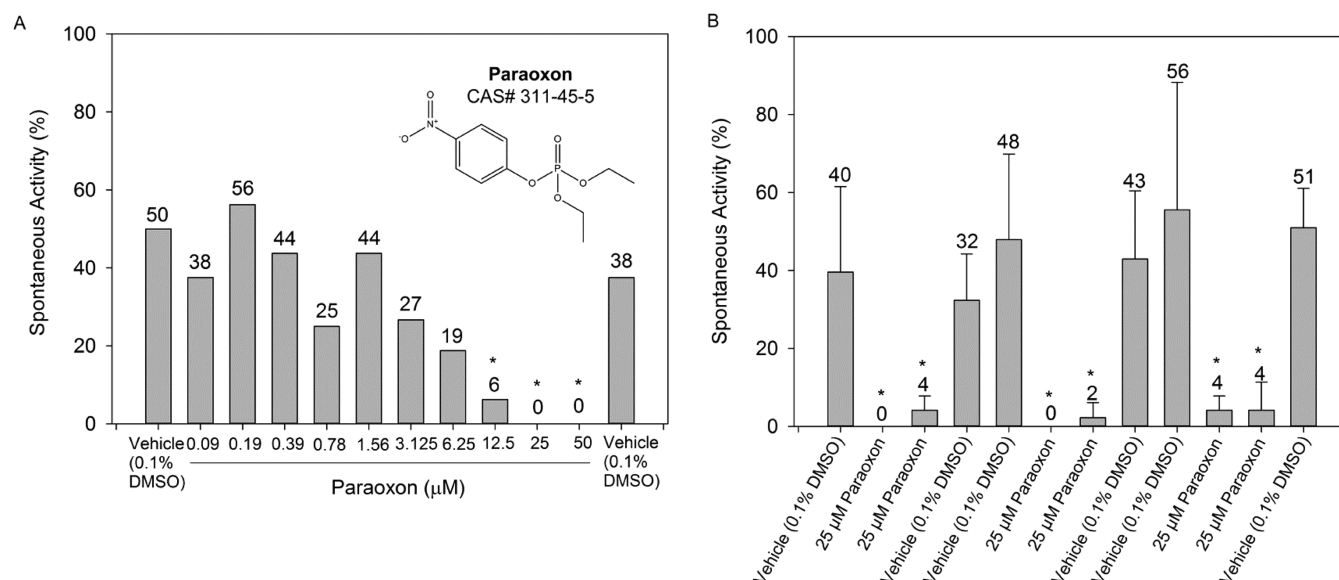 A
Spontaneous Activity (%)
100
80
60
40
20
0
Paraoxon
CAS# 311-45-5
O
N+
-O
O
P
O
O
O
50
38
56
44
25
44
27
19
*
6
*
0
*
0
38
Vehicle
(0.1%
DMSO)
0.09
0.19
0.39
0.78
1.56
3.125
6.25
12.5
25
50
Vehicle
(0.1%
DMSO)
Paraoxon (μM)
B
Spontaneous Activity (%)
100
80
60
40
20
0
40
*
0
*
4
32
48
*
0
*
2
43
56
*
4
*
4
51
Vehicle (0.1% DMSO)
25 μM Paraoxon
25 μM Paraoxon
Vehicle (0.1% DMSO)
Vehicle (0.1% DMSO)
25 μM Paraoxon
25 μM Paraoxon
Vehicle (0.1% DMSO)
Vehicle (0.1% DMSO)
25 μM Paraoxon
25 μM Paraoxon
Vehicle (0.1% DMSO)